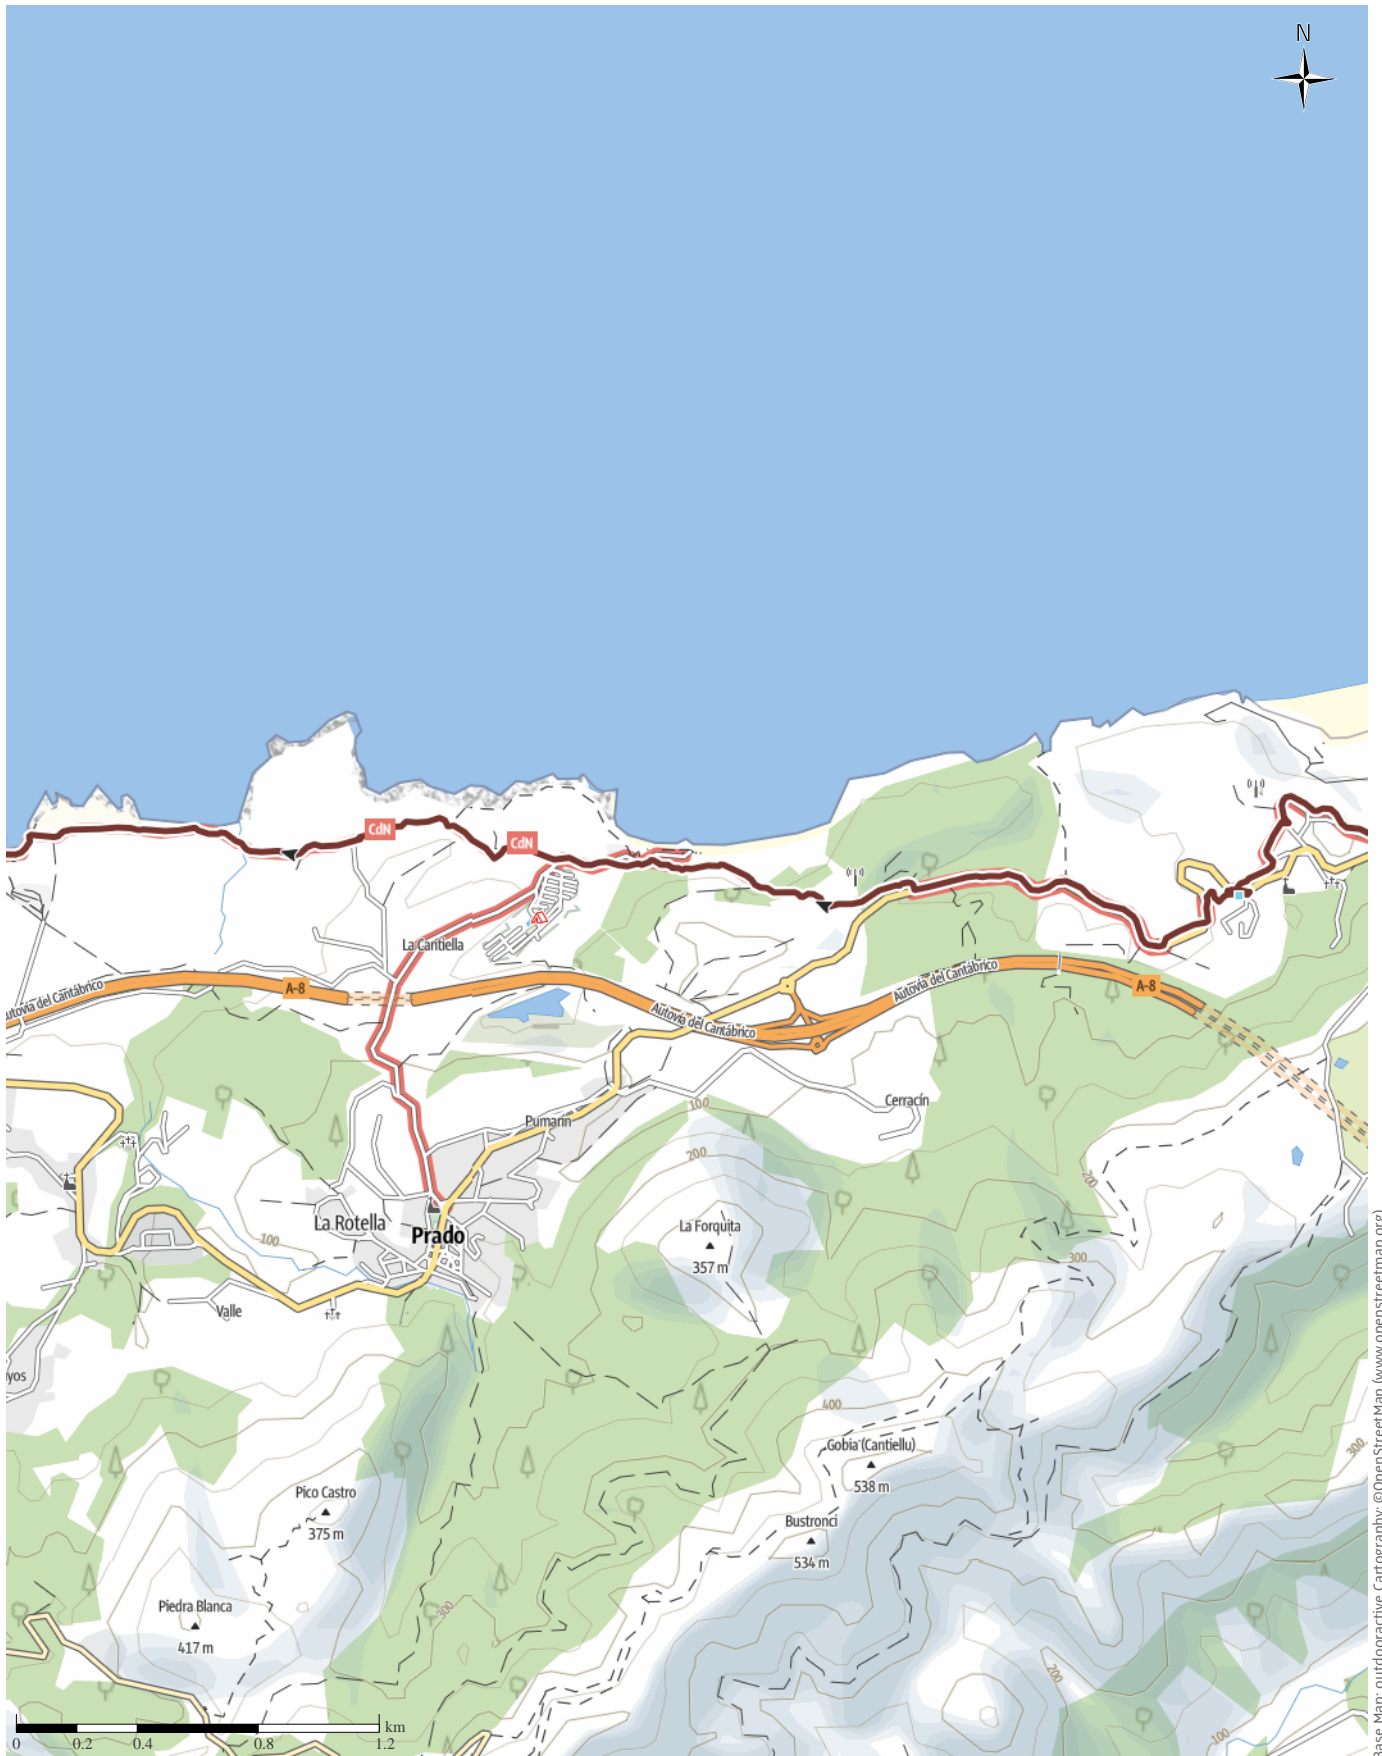 N
CdN
CdN
La Cantiella
A-8
A-8
Autovía del Cantábrico
Autovía del Cantábrico
utovía del Cantábrico
Cerracín
100
Pumarín
200
200
La Rotella
Prado
La Forquita
357 m
100
300
Valle
yos
400
Gobia (Cantiellu)
538 m
300
Pico Castro
375 m
Bustronci
534 m
Piedra Blanca
417 m
300
200
100
km
0 0.2 0.4 0.8 1.2
ase Map: outdooractive Cartography; ©OpenStreetMap (www.openstreetmap.org)